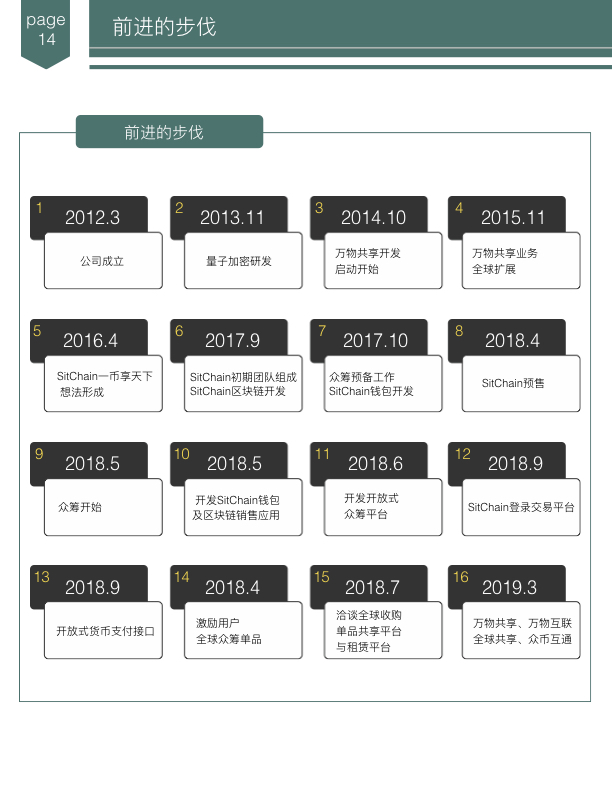 page
14
前进的步伐
前进的步伐
1
2012.3
公司成立
2
2013.11
量子加密研发
3
2014.10
万物共享开发
启动开始
4
2015.11
万物共享业务
全球扩展
5
2016.4
SitChain一币享天下
想法形成
6
2017.9
SitChain初期团队组成
SitChain区块链开发
7
2017.10
众筹预备工作
SitChain钱包开发
8
2018.4
SitChain预售
9
2018.5
众筹开始
10
2018.5
开发SitChain钱包
及区块链销售应用
11
2018.6
开发开放式
众筹平台
12
2018.9
SitChain登录交易平台
13
2018.9
开放式货币支付接口
14
2018.4
激励用户
全球众筹单品
15
2018.7
洽谈全球收购
单品共享平台
与租赁平台
16
2019.3
万物共享、万物互联
全球共享、众币互通